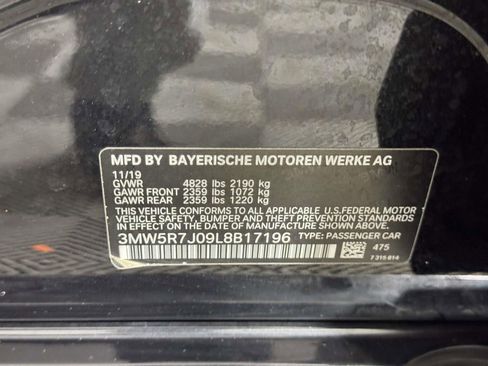 MFD BY BAYERISCHE MOTOREN WERKE AG
11/19
GVWR 4828 lbs 2190 kg
GAWR FRONT 2359 lbs 1072 kg
GAWR REAR 2359 lbs 1220 kg
THIS VEHICLE CONFORMS TO ALL APPLICABLE U.S.FEDERAL MOTOR
VEHICLE SAFETY, BUMPER AND THEFT PREVENTION STANDARDS
IN EFFECT ON THE DATE OF MANUFACTURE SHOWN ABOVE.
3MW5R7J09L8B17196 TYPE: PASSENGER CAR
475
7 315 814